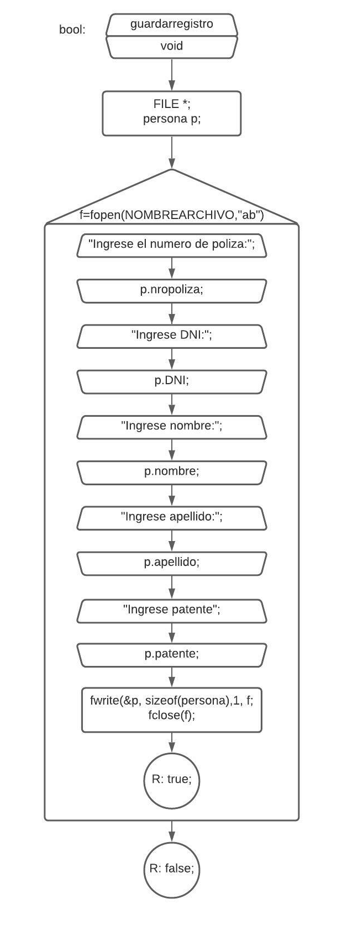 bool:
guardarregistro
void
FILE *;
persona p;
f=fopen(NOMBREARCHIVO,"ab")
"Ingrese el numero de poliza:";
p.nropoliza;
"Ingrese DNI:";
p.DNI;
"Ingrese nombre:";
p.nombre;
"Ingrese apellido:";
p.apellido;
"Ingrese patente";
p.patente;
fwrite(&p, sizeof(persona),1, f;
fclose(f);
R: true;
R: false;